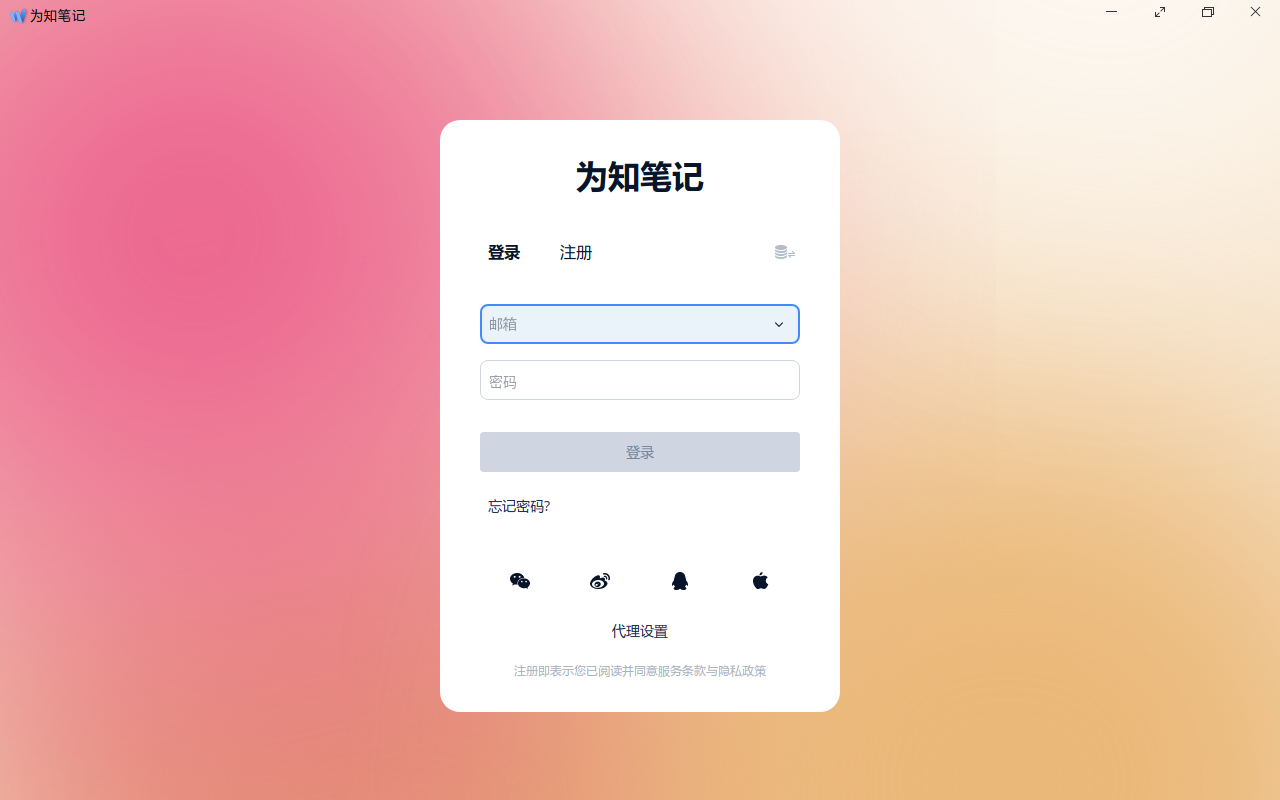 为知笔记
为知笔记
登录 注册
邮箱
密码
登录
忘记密码?
代理设置
注册即表示您已阅读并同意服务条款与隐私政策